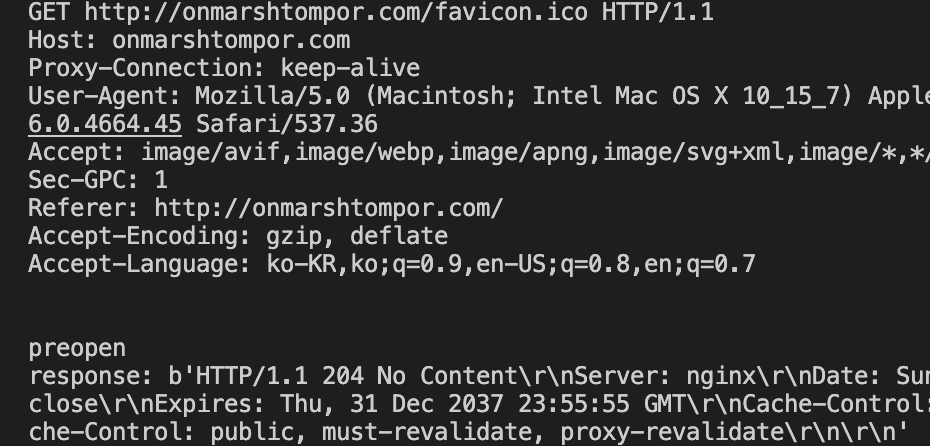 GET http://onmarshtompor.com/favicon.ico HTTP/1.1
Host: onmarshtompor.com
Proxy-Connection: keep-alive
User-Agent: Mozilla/5.0 (Macintosh; Intel Mac OS X 10_15_7) Apple
6.0.4664.45 Safari/537.36
Accept: image/avif,image/webp,image/apng,image/svg+xml,image/*,*/
Sec-GPC: 1
Referer: http://onmarshtompor.com/
Accept-Encoding: gzip, deflate
Accept-Language: ko-KR,ko;q=0.9,en-US;q=0.8,en;q=0.7
preopen
response: b'HTTP/1.1 204 No Content\r\nServer: nginx\r\nDate: Sun
close\r\nExpires: Thu, 31 Dec 2037 23:55:55 GMT\r\nCache-Control:
che-Control: public, must-revalidate, proxy-revalidate\r\n\r\n'